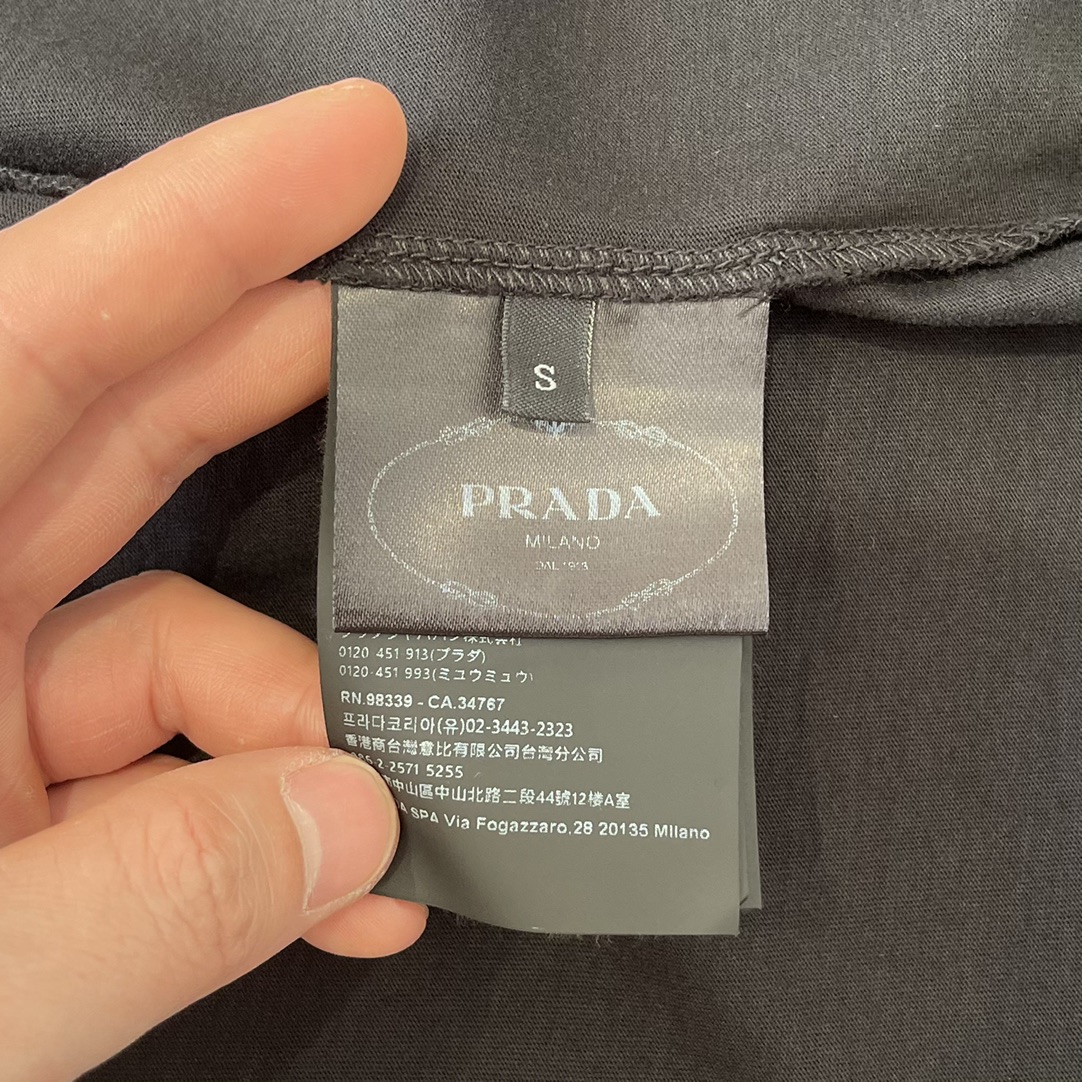 S
PRADA
MILANO
DAL 1913
0120 451 913(プラダ)
0120-451 993(ミュウミュウ)
RN.98339 - CA.34767
프라다코리아(유)02-3443-2323
香港商台灣意比有限公司台灣分公司
2-2571 5255
中山區中山北路二段44號12樓A室
SPA Via Fogazzaro,28 20135 Milano